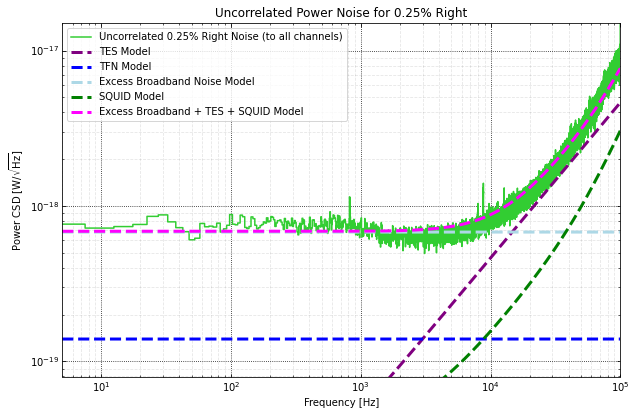 Uncorrelated Power Noise for 0.25% Right
Uncorrelated 0.25% Right Noise (to all channels)
TES Model
TFN Model
Excess Broadband Noise Model
SQUID Model
Excess Broadband + TES + SQUID Model
Power CSD [W/√Hz]
10⁻¹⁷
10⁻¹⁸
10⁻¹⁹
10¹ 10² 10³ 10⁴ 10⁵
Frequency [Hz]